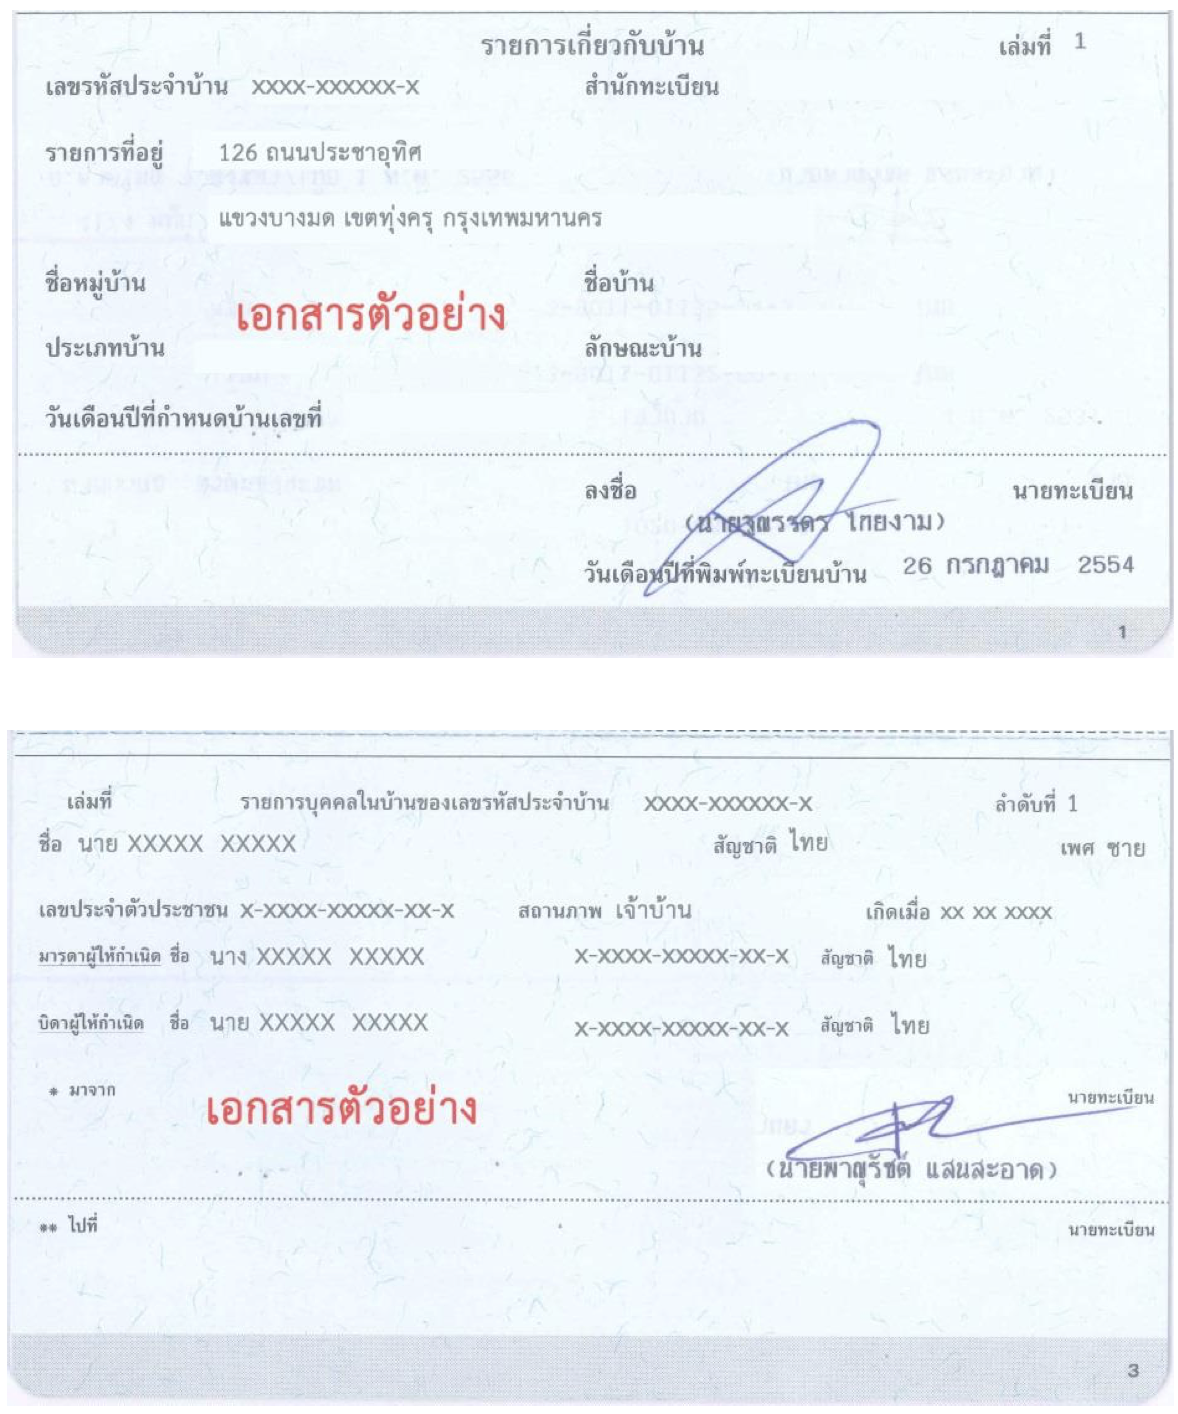 รายการเกี่ยวกับบ้าน เล่มที่ 1
เลขรหัสประจำบ้าน XXXX-XXXXXX-X สำนักทะเบียน
รายการที่อยู่ 126 ถนนประชาอุทิศ
แขวงบางมด เขตทุ่งครุ กรุงเทพมหานคร
ชื่อหมู่บ้าน ชื่อบ้าน
เอกสารตัวอย่าง
ประเภทบ้าน ลักษณะบ้าน
วันเดือนปีที่กำหนดบ้านเลขที่
ลงชื่อ นายทะเบียน
ไทยงาม)
วันเดือนปีที่พิมพ์ทะเบียนบ้าน 26 กรกฎาคม 2554
1
เล่มที่ รายการบุคคลในบ้านของเลขรหัสประจำบ้าน XXXX-XXXXXX-X ลำดับที่ 1
ชื่อ นาย XXXXX XXXXX สัญชาติ ไทย เพศ ชาย
เลขประจำตัวประชาชน X-XXXX-XXXXX-XX-X สถานภาพ เจ้าบ้าน เกิดเมื่อ XX XX XXXX
มารดาผู้ให้กำเนิด ชื่อ นาง XXXXX XXXXX X-XXXX-XXXXX-XX-X สัญชาติ ไทย
บิดาผู้ให้กำเนิด ชื่อ นาย XXXXX XXXXX X-XXXX-XXXXX-XX-X สัญชาติ ไทย
* มาจาก นายทะเบียน
เอกสารตัวอย่าง
(นายพาณุรัชต์ แสนสะอาด)
** ไปที่ นายทะเบียน
3